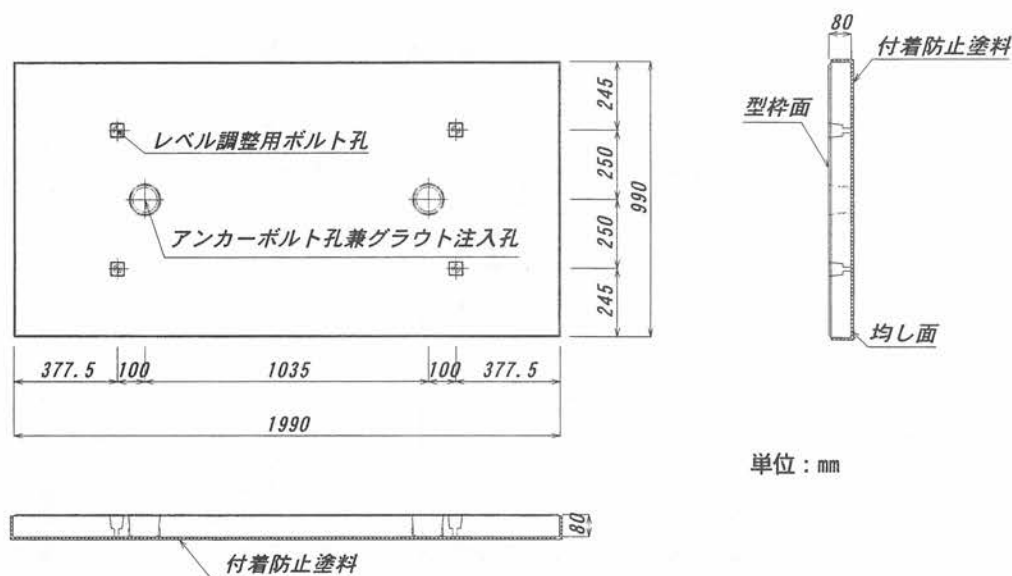 80
付着防止塗料
型枠面
均し面
レベル調整用ボルト孔
アンカーボルト孔兼グラウト注入孔
245
250
250
245
990
377.5
100
1035
100
377.5
1990
単位:mm
80
付着防止塗料